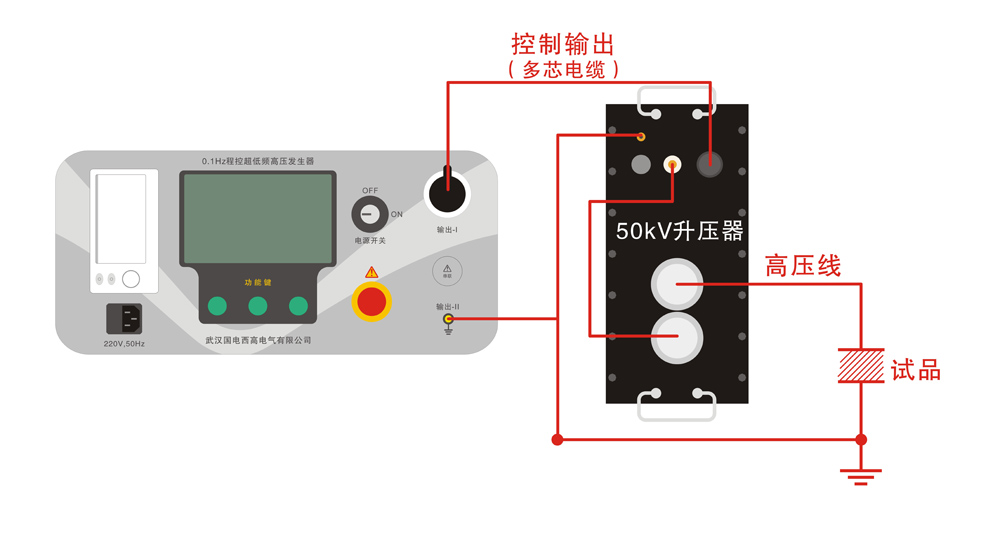 控制输出
（多芯电缆）
0.1Hz程控超低频高压发生器
OFF
ON
电源开关
输出-I
50kV升压器
高压线
功能键
输出-II
220V,50Hz
武汉国电西高电气有限公司
试品